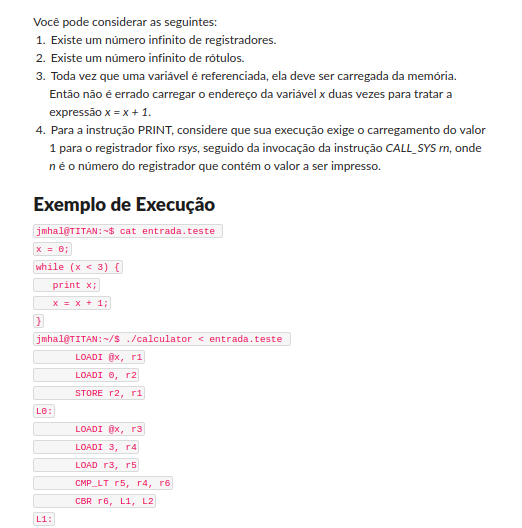 Você pode considerar as seguintes:
1. Existe um número infinito de registradores.
2. Existe um número infinito de rótulos.
3. Toda vez que uma variável é referenciada, ela deve ser carregada da memória.
Então não é errado carregar o endereço da variável x duas vezes para tratar a
expressão x = x + 1.
4. Para a instrução PRINT, considere que sua execução exige o carregamento do valor
1 para o registrador fixo rsys, seguido da invocação da instrução CALL_SYS rn, onde
n é o número do registrador que contém o valor a ser impresso.
Exemplo de Execução
jmhal@TITAN:~$ cat entrada.teste
x = 0;
while (x < 3) {
print x;
x = x + 1;
}
jmhal@TITAN:~/$ ./calculator < entrada.teste
LOADI @x, r1
LOADI 0, r2
STORE r2, r1
L0:
LOADI @x, r3
LOADI 3, r4
LOAD r3, r5
CMP_LT r5, r4, r6
CBR r6, L1, L2
L1: